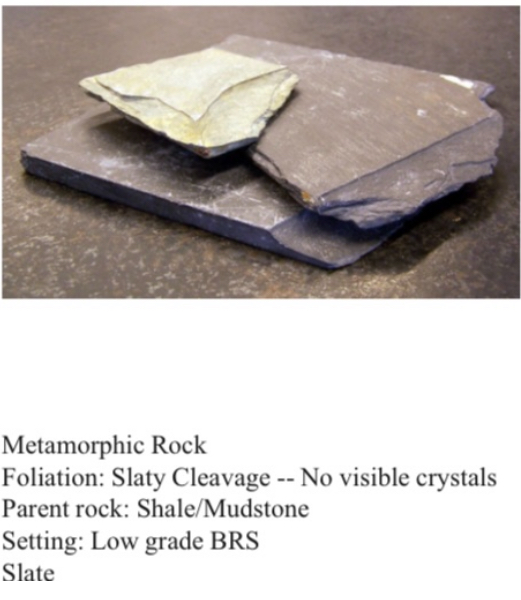 Metamorphic Rock
Foliation: Slaty Cleavage -- No visible crystals
Parent rock: Shale/Mudstone
Setting: Low grade BRS
Slate